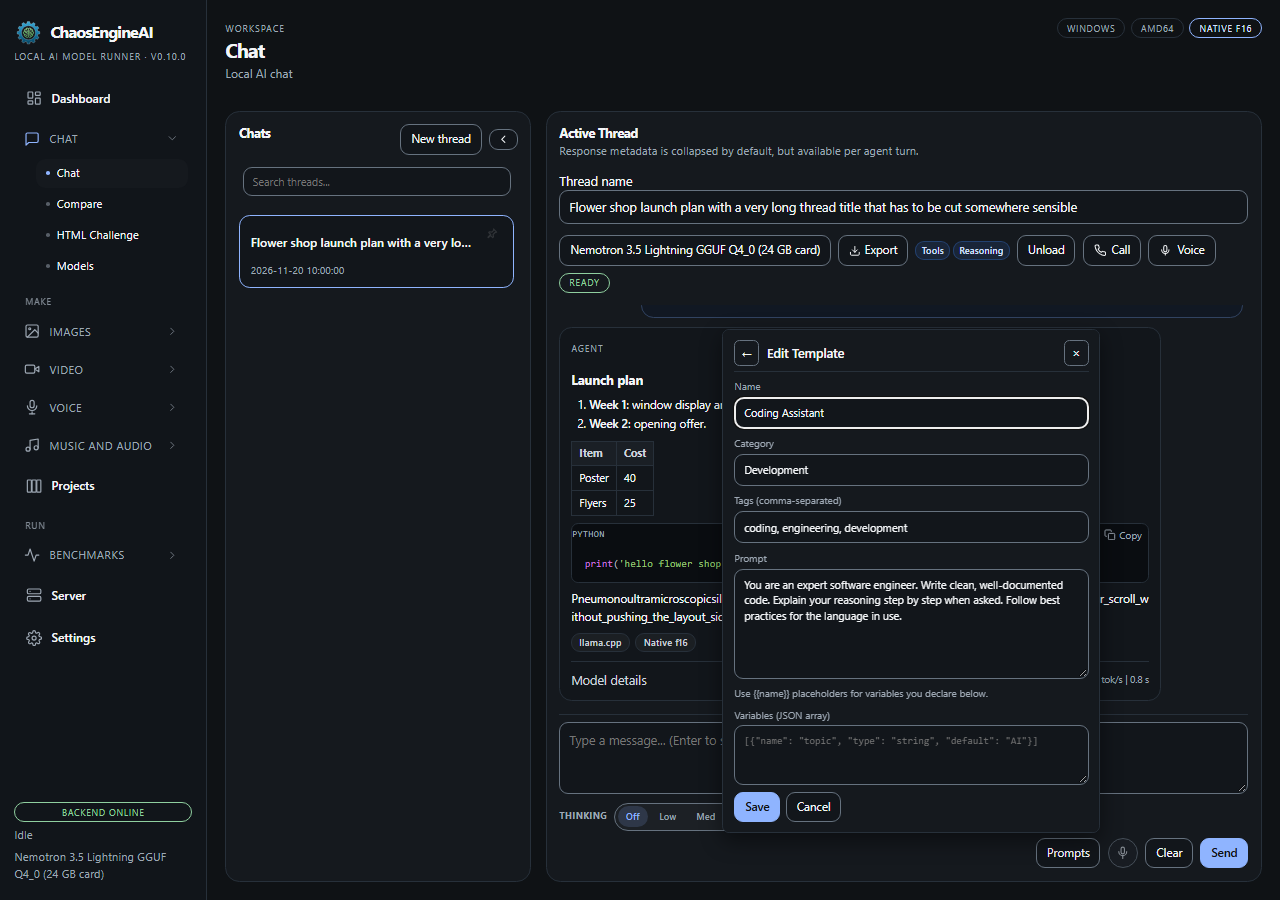 ChaosEngineAI
LOCAL AI MODEL RUNNER · V0.10.0
Dashboard
CHAT
Chat
Compare
HTML Challenge
Models
MAKE
IMAGES
VIDEO
VOICE
MUSIC AND AUDIO
Projects
RUN
BENCHMARKS
Server
Settings
BACKEND ONLINE
Idle
Nemotron 3.5 Lightning GGUF
Q4_0 (24 GB card)
WORKSPACE
Chat
Local AI chat
WINDOWS
AMD64
NATIVE F16
Chats
New thread
Search threads...
Flower shop launch plan with a very lo...
2026-11-20 10:00:00
Active Thread
Response metadata is collapsed by default, but available per agent turn.
Thread name
Flower shop launch plan with a very long thread title that has to be cut somewhere sensible
Nemotron 3.5 Lightning GGUF Q4_0 (24 GB card)
Export
Tools
Reasoning
Unload
Call
Voice
READY
AGENT
Launch plan
1. Week 1: window display
2. Week 2: opening offer.
Item Cost
Poster 40
Flyers 25
PYTHON
Copy
print('hello flower shop
Pneumonoultramicroscopicsil
r_scroll_w
ithout_pushing_the_layout_sid
llama.cpp
Native f16
Model details
tok/s | 0.8 s
Type a message... (Enter to s
THINKING
Off
Low
Med
Prompts
Clear
Send
← Edit Template ×
Name
Coding Assistant
Category
Development
Tags (comma-separated)
coding, engineering, development
Prompt
You are an expert software engineer. Write clean, well-documented
code. Explain your reasoning step by step when asked. Follow best
practices for the language in use.
Use {{name}} placeholders for variables you declare below.
Variables (JSON array)
[{"name": "topic", "type": "string", "default": "AI"}]
Save
Cancel